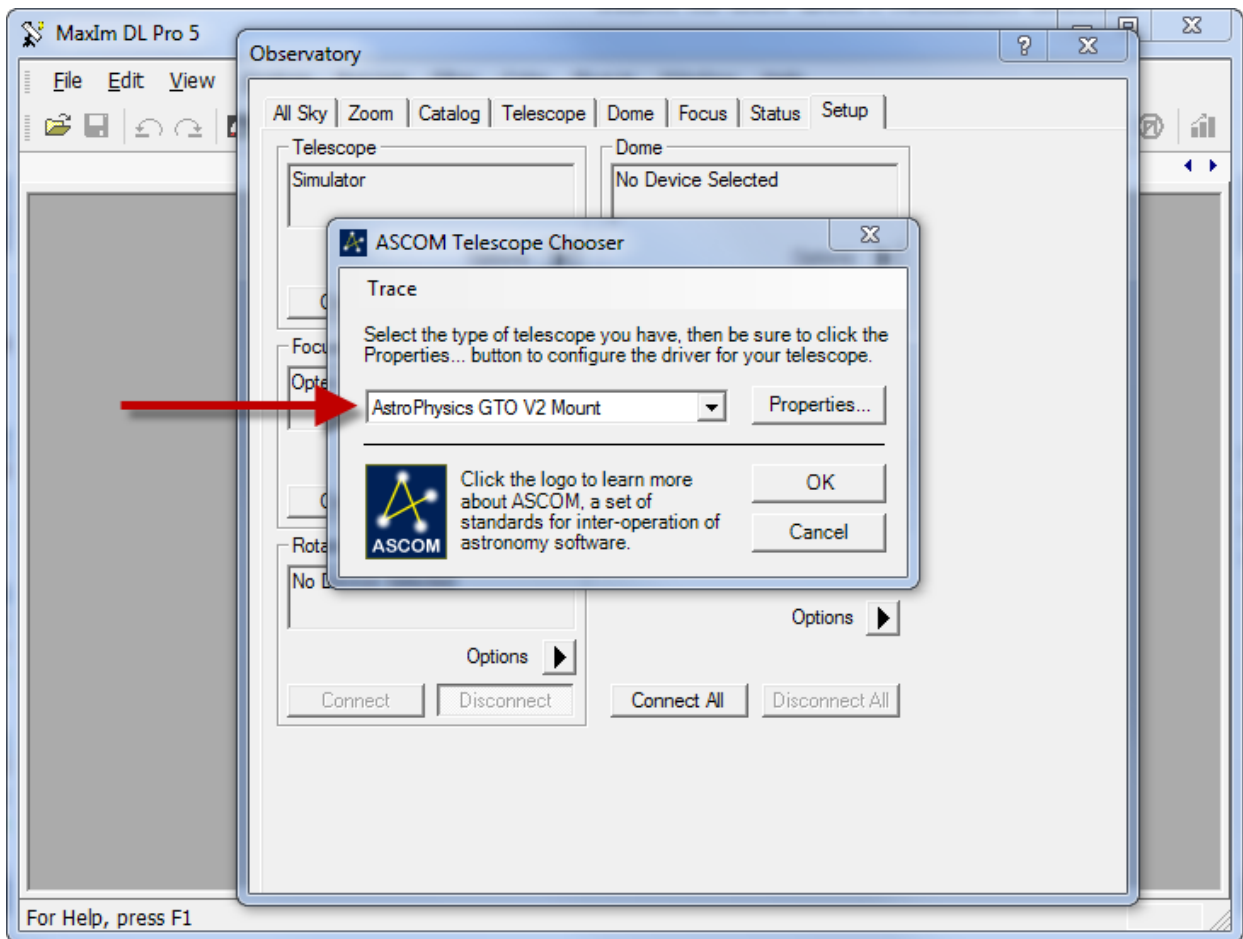 MaxIm DL Pro 5
Observatory
File Edit View
All Sky Zoom Catalog Telescope Dome Focus Status Setup
Telescope
Dome
Simulator
No Device Selected
ASCOM Telescope Chooser
Trace
Select the type of telescope you have, then be sure to click the
Properties... button to configure the driver for your telescope.
AstroPhysics GTO V2 Mount
Properties...
Click the logo to learn more
about ASCOM, a set of
standards for inter-operation of
astronomy software.
ASCOM
OK
Cancel
Options
Options
Connect Disconnect
Connect All Disconnect All
For Help, press F1